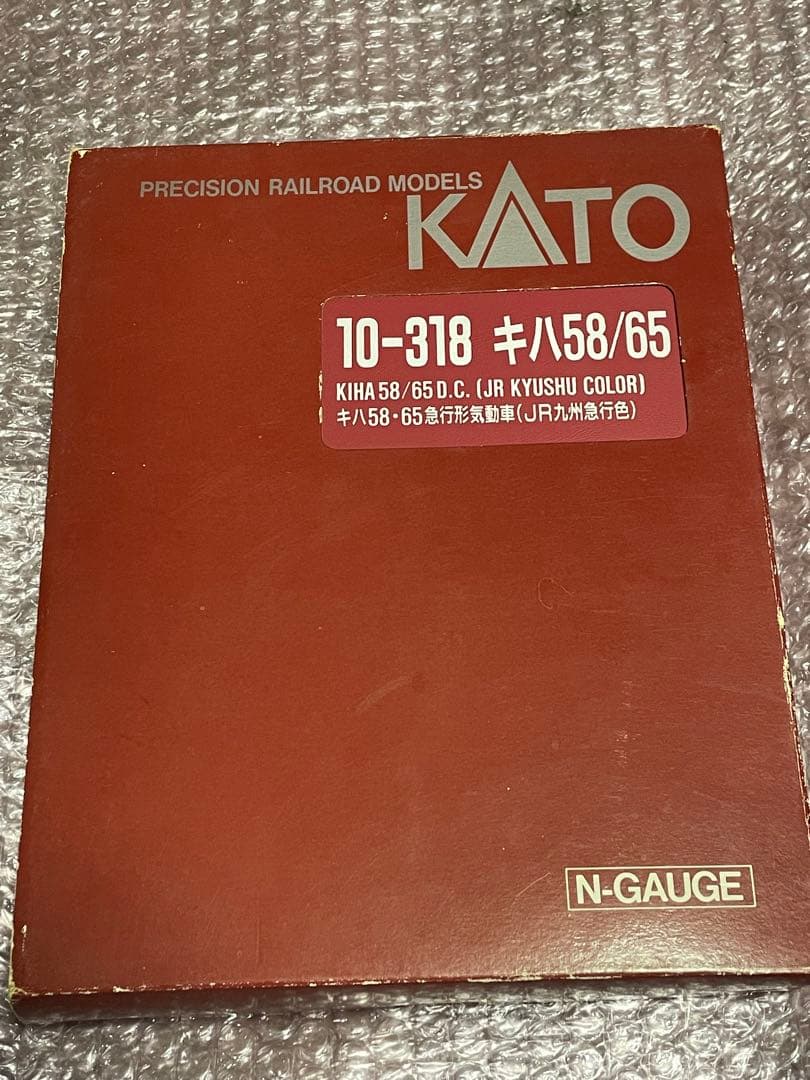 PRECISION RAILROAD MODELS
KATO
10-318 キハ58/65
KIHA 58/65 D.C. (JR KYUSHU COLOR)
キハ58・65急行形気動車(JR九州急行色)
N-GAUGE